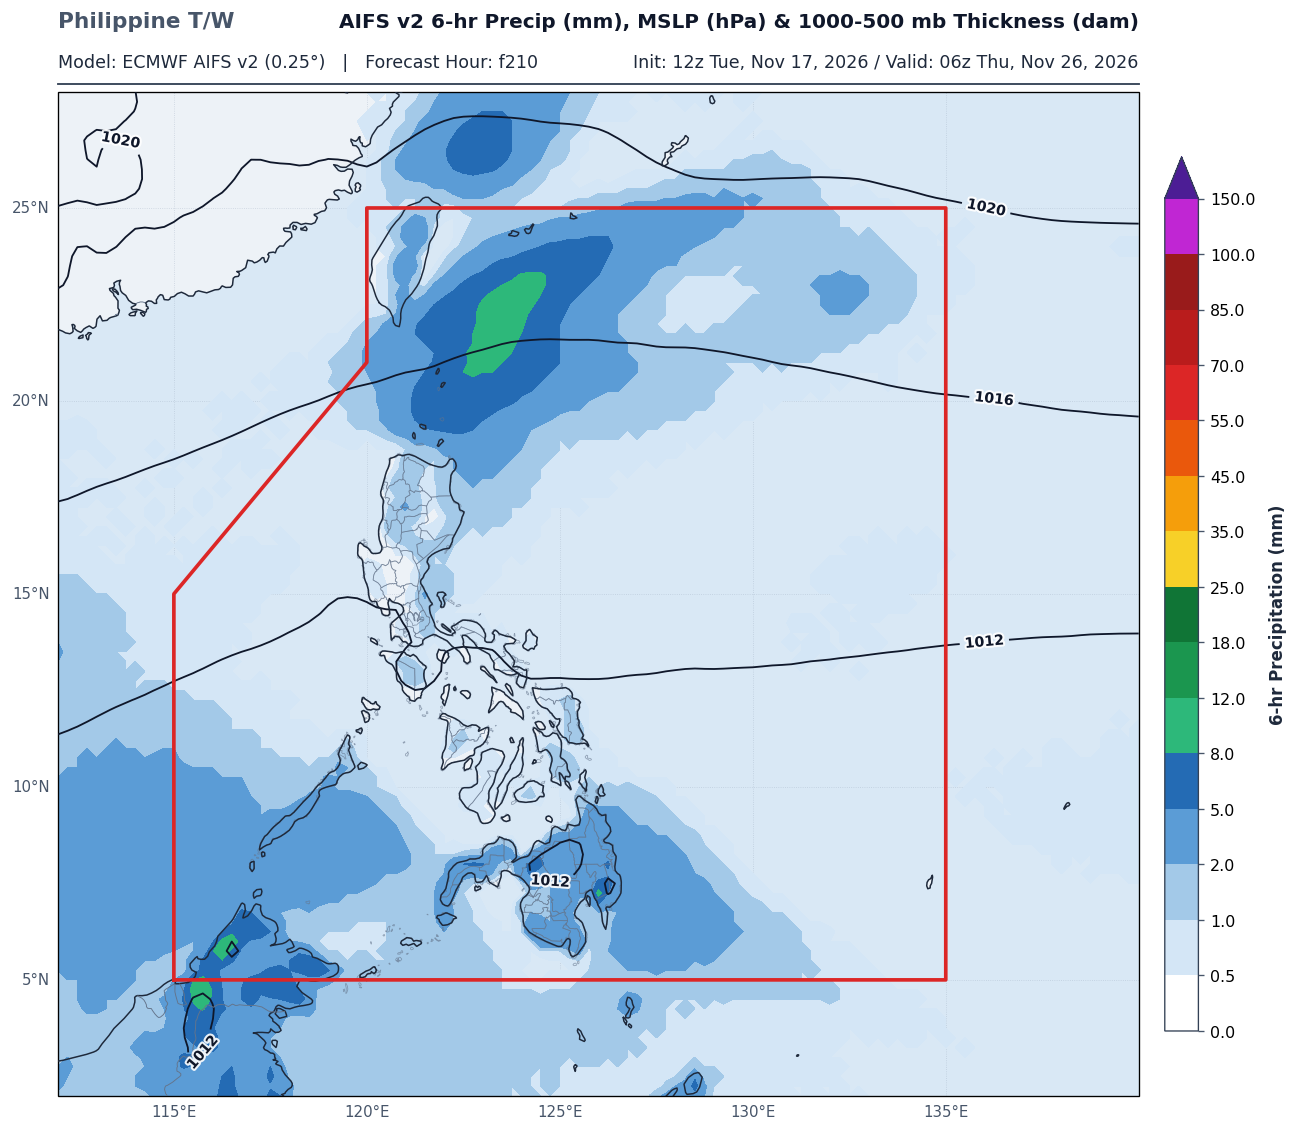 Philippine T/W
AIFS v2 6-hr Precip (mm), MSLP (hPa) & 1000-500 mb Thickness (dam)
Model: ECMWF AIFS v2 (0.25°) | Forecast Hour: f210
Init: 12z Tue, Nov 17, 2026 / Valid: 06z Thu, Nov 26, 2026
1020
1020
1016
1012
1012
1012
25°N
20°N
15°N
10°N
5°N
115°E
120°E
125°E
130°E
135°E
150.0
100.0
85.0
70.0
55.0
45.0
35.0
25.0
18.0
12.0
8.0
5.0
2.0
1.0
0.5
0.0
6-hr Precipitation (mm)